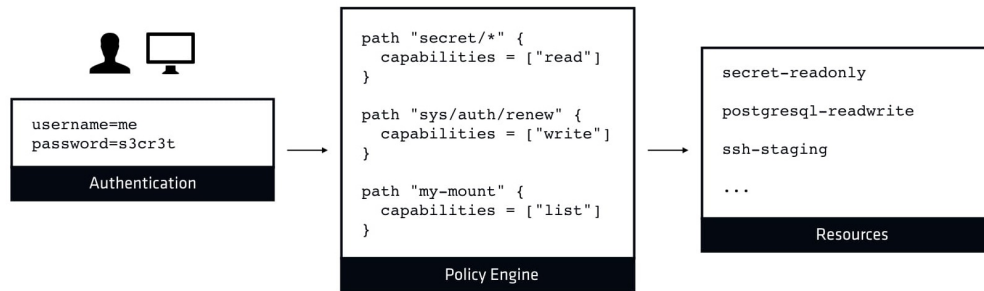 username=me
password=s3cr3t
Authentication
path "secret/*" {
  capabilities = ["read"]
}
path "sys/auth/renew" {
  capabilities = ["write"]
}
path "my-mount" {
  capabilities = ["list"]
}
Policy Engine
secret-readonly
postgresql-readwrite
ssh-staging
...
Resources